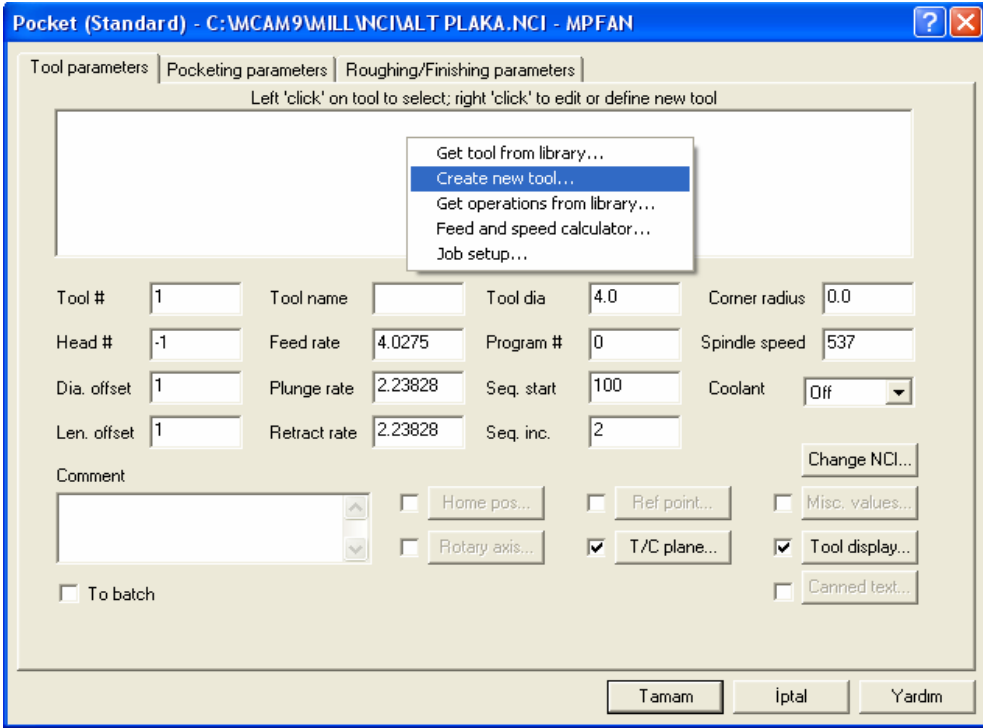 Pocket (Standard) - C:\MCAM9\MILL\NCI\ALT PLAKA.NCI - MPFAN
Tool parameters Pocketing parameters Roughing/Finishing parameters
Left 'click' on tool to select; right 'click' to edit or define new tool
Get tool from library...
Create new tool...
Get operations from library...
Feed and speed calculator...
Job setup...
Tool # 1 Tool name Tool dia 4.0 Corner radius 0.0
Head # -1 Feed rate 4.0275 Program # 0 Spindle speed 537
Dia. offset 1 Plunge rate 2.23828 Seq. start 100 Coolant Off
Len. offset 1 Retract rate 2.23828 Seq. inc. 2
Change NCI...
Comment
Home pos... Ref point... Misc. values...
Rotary axis... T/C plane... Tool display...
To batch Canned text...
Tamam İptal Yardım